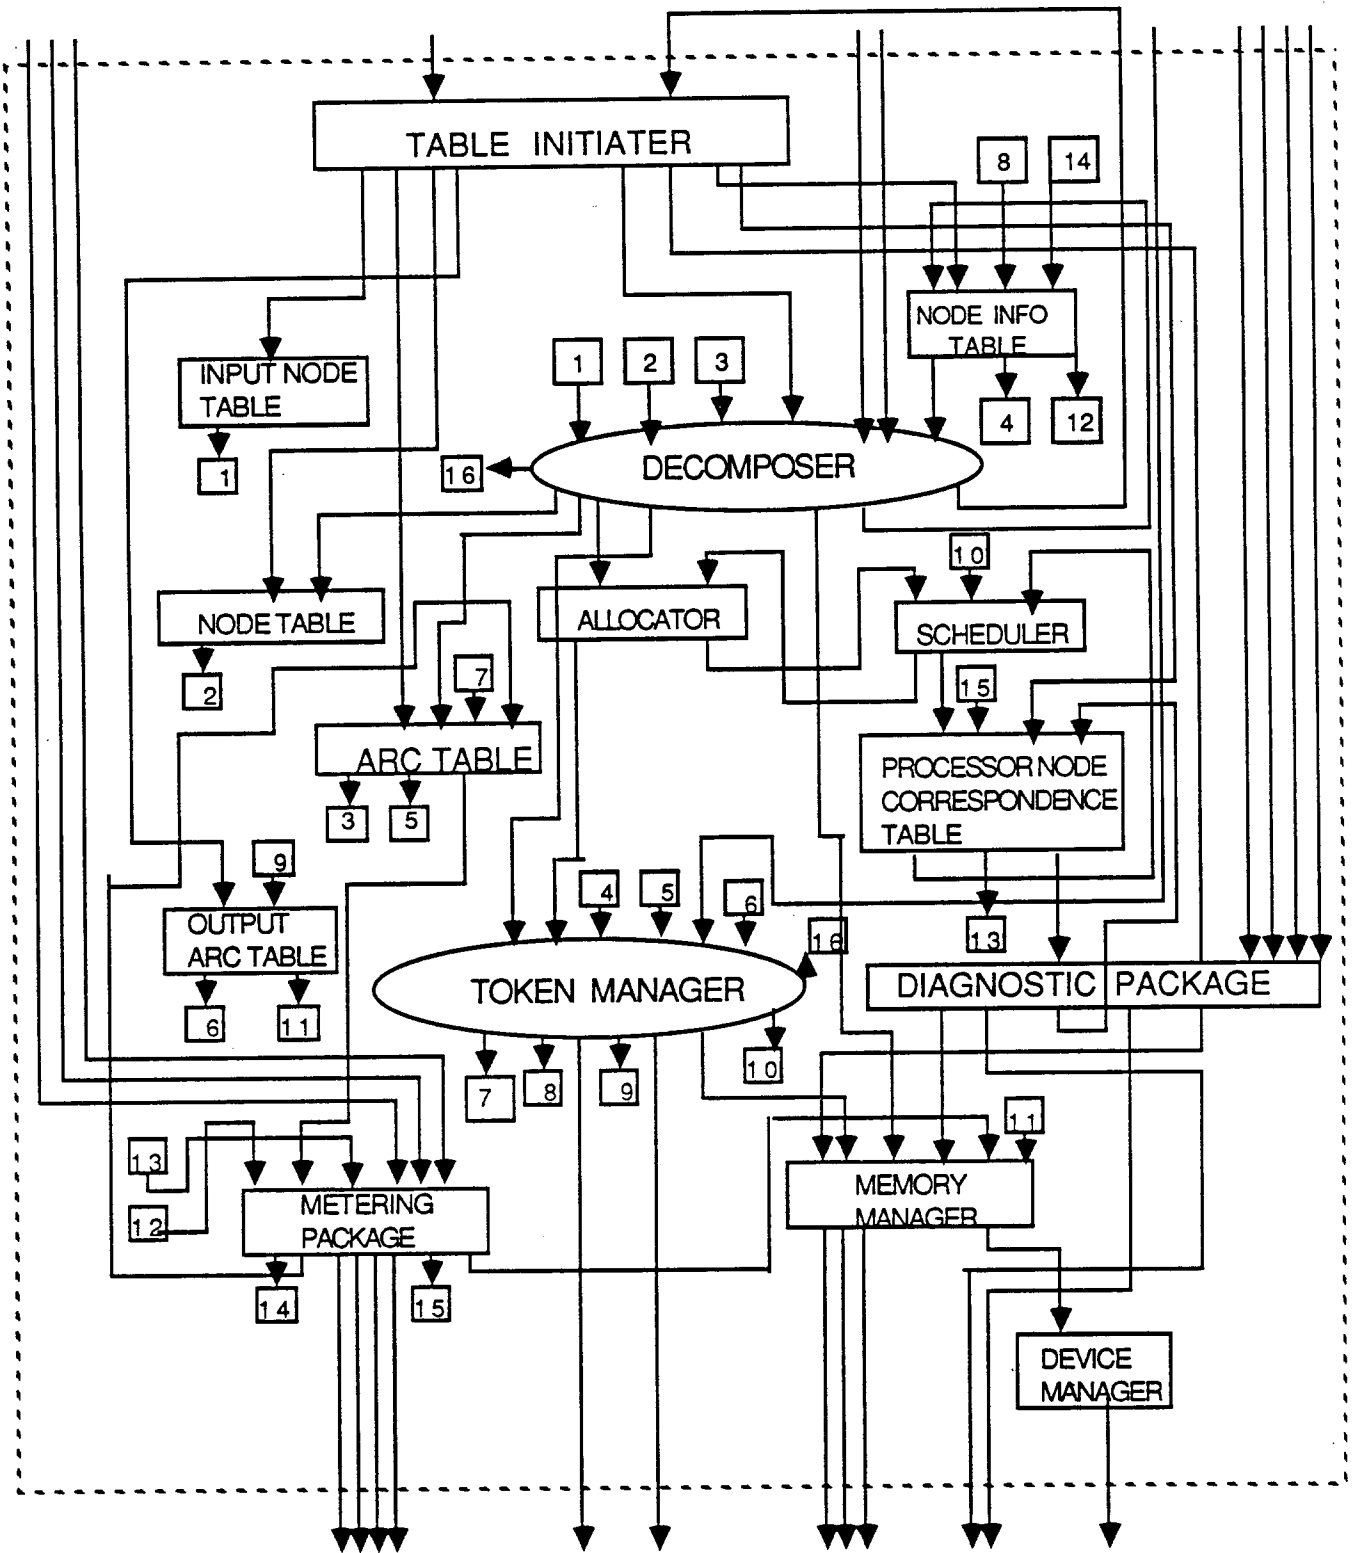 TABLE INITIATER
8
14
NODE INFO
TABLE
INPUT NODE
TABLE
1
2
3
4
12
1
16
DECOMPOSER
10
NODE TABLE
ALLOCATOR
SCHEDULER
2
7
15
ARC TABLE
PROCESSOR NODE
CORRESPONDENCE
TABLE
3
5
9
4
5
6
OUTPUT
ARC TABLE
16
13
TOKEN MANAGER
DIAGNOSTIC PACKAGE
6
11
10
7
8
9
11
13
12
METERING
PACKAGE
MEMORY
MANAGER
14
15
DEVICE
MANAGER